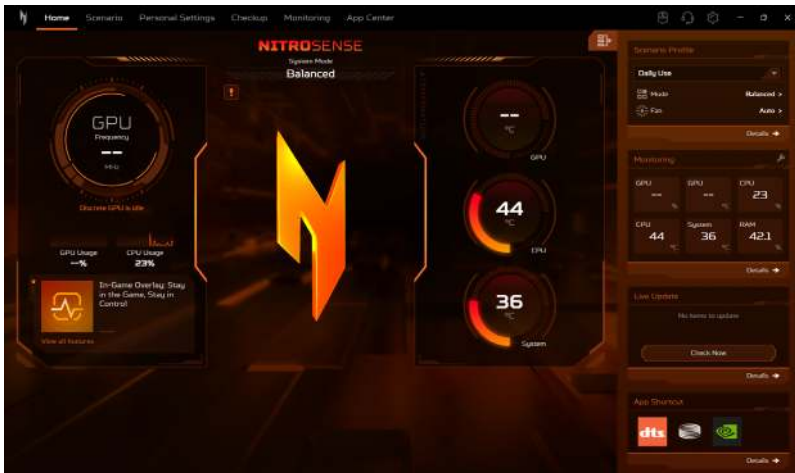 Home Scenario Personal Settings Checkup Monitoring App Center
NITROSENSE
System Mode
Balanced
GPU
Frequency
--
MHz
Discrete GPU is idle
GPU Usage
--%
CPU Usage
23%
In-Game Overlay: Stay
in the Game, Stay in
Control
View all features
--
°C
GPU
44
°C
CPU
36
°C
System
Scenario Profile
Daily Use
Mode Balanced >
Fan Auto >
Details
Monitoring
GPU
--
%
GPU
--
°C
CPU
23
%
CPU
44
°C
System
36
°C
RAM
42.1
%
Details
Live Update
No items to update
Check Now
Details
App Shortcut
dts
Details